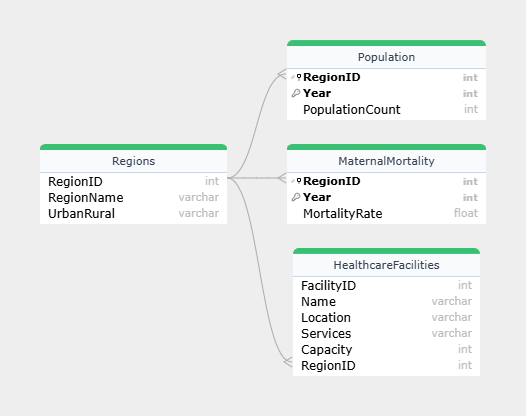 Population
RegionID int
Year int
PopulationCount int
Regions
RegionID int
RegionName varchar
UrbanRural varchar
MaternalMortality
RegionID int
Year int
MortalityRate float
HealthcareFacilities
FacilityID int
Name varchar
Location varchar
Services varchar
Capacity int
RegionID int